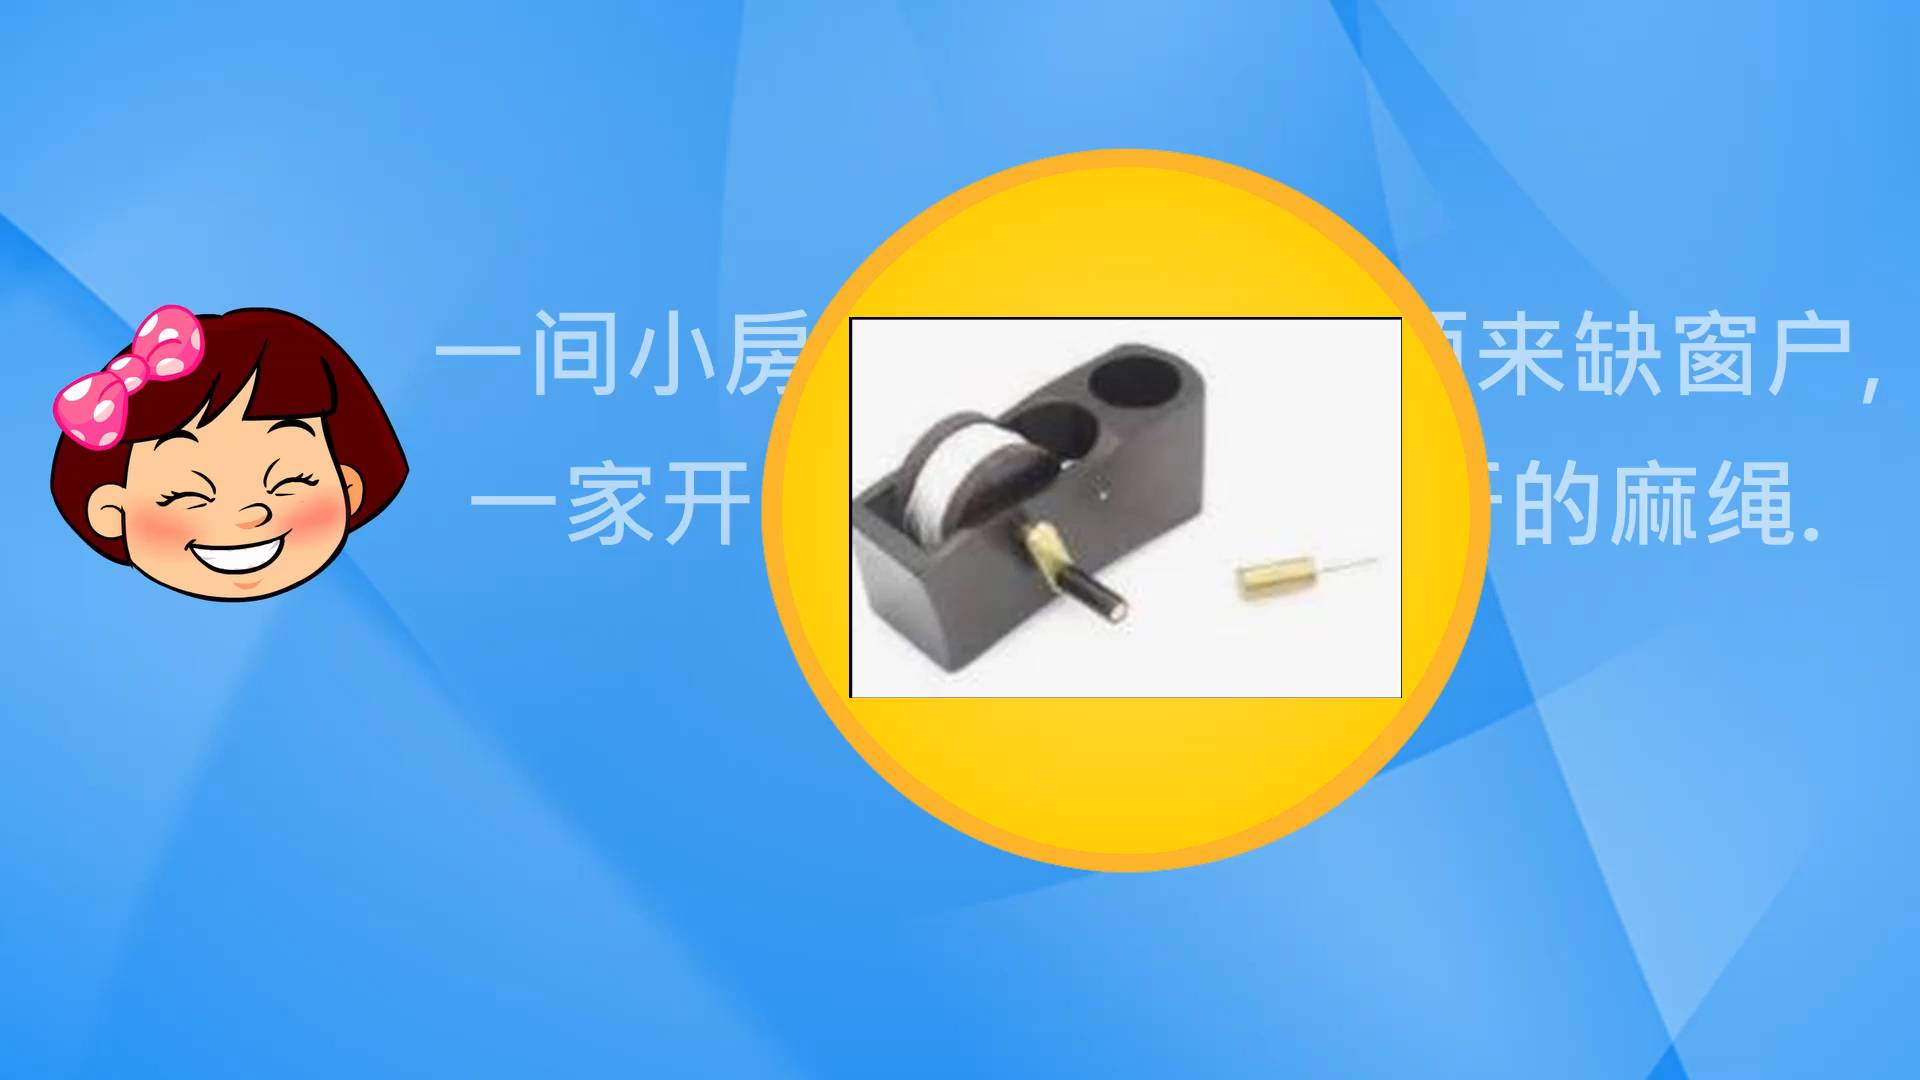 一间小房 来缺窗户,
一家开 的麻绳.